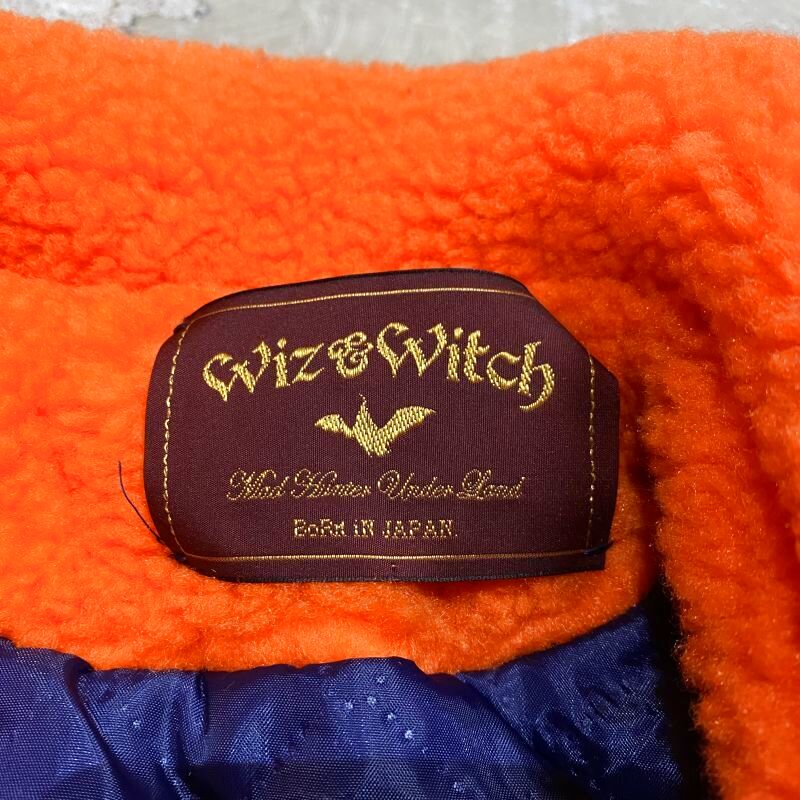 Wiz&Witch
Mad Hunter Under Land
BoRN iN JAPAN.